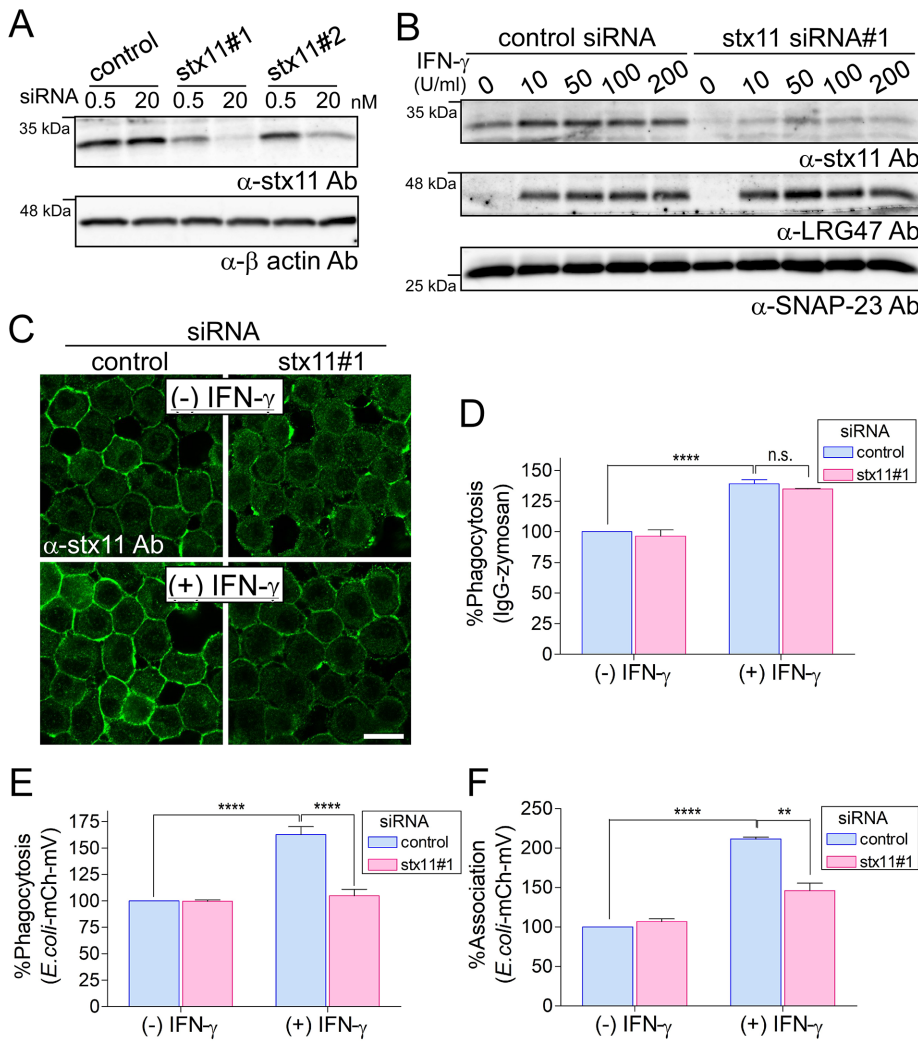 A
control
stx11#1
stx11#2
siRNA
0.5 20 0.5 20 0.5 20 nM
35 kDa
α-stx11 Ab
48 kDa
α-β actin Ab
B
control siRNA
stx11 siRNA#1
IFN-γ
(U/ml)
0 10 50 100 200 0 10 50 100 200
35 kDa
α-stx11 Ab
48 kDa
α-LRG47 Ab
25 kDa
α-SNAP-23 Ab
C
siRNA
control
stx11#1
(-) IFN-γ
α-stx11 Ab
(+) IFN-γ
D
siRNA
control
stx11#1
**** n.s.
%Phagocytosis
(IgG-zymosan)
150
125
100
75
50
25
0
(-) IFN-γ (+) IFN-γ
E
siRNA
control
stx11#1
**** ****
%Phagocytosis
(E.coli-mCh-mV)
175
150
125
100
75
50
25
0
(-) IFN-γ (+) IFN-γ
F
siRNA
control
stx11#1
**** **
%Association
(E.coli-mCh-mV)
250
200
150
100
50
0
(-) IFN-γ (+) IFN-γ